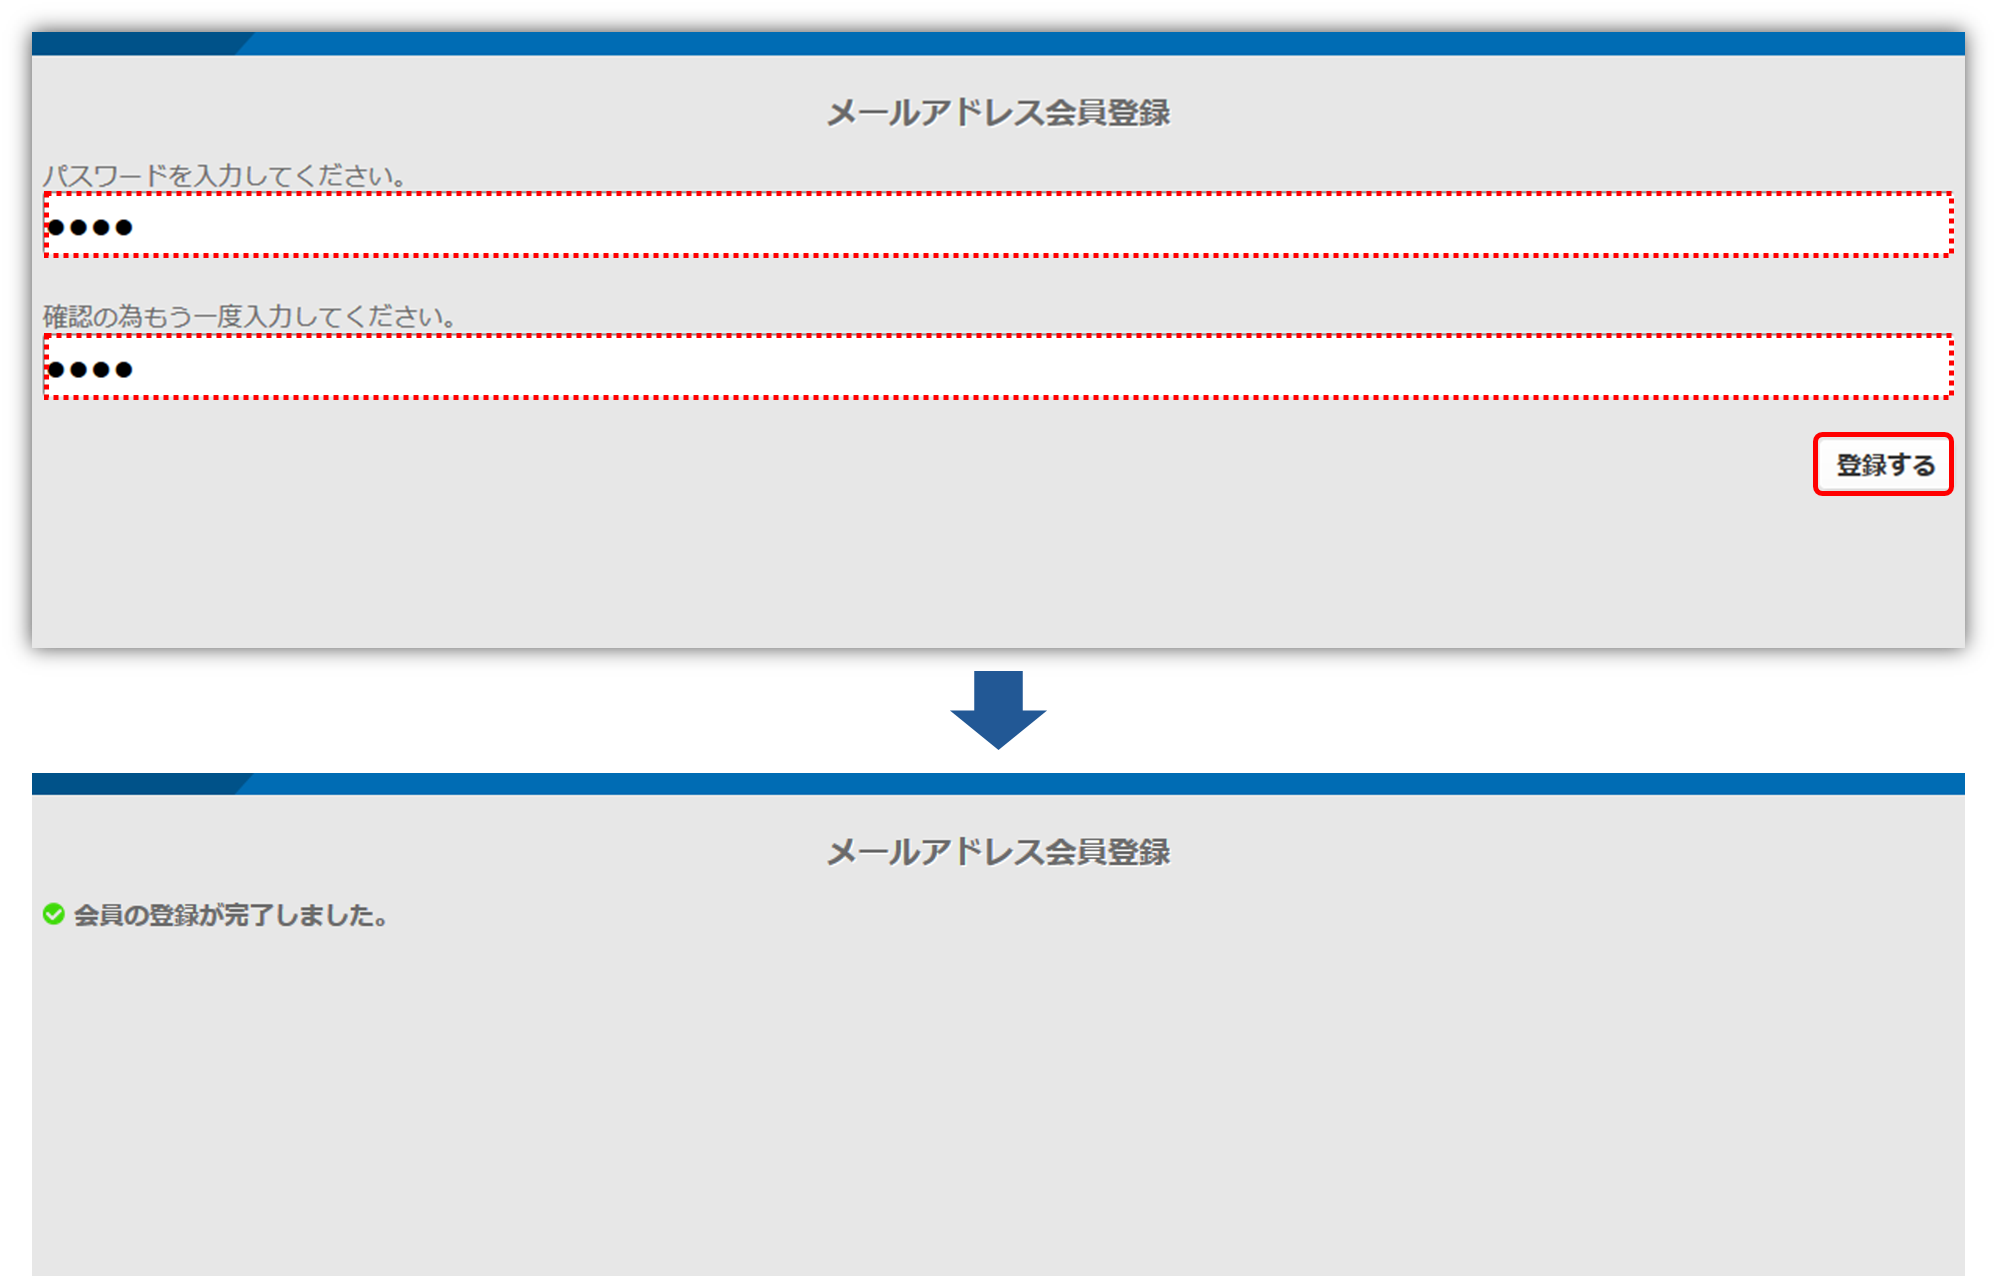 メールアドレス会員登録
パスワードを入力してください。
●●●●
確認の為もう一度入力してください。
●●●●
登録する
メールアドレス会員登録
会員の登録が完了しました。